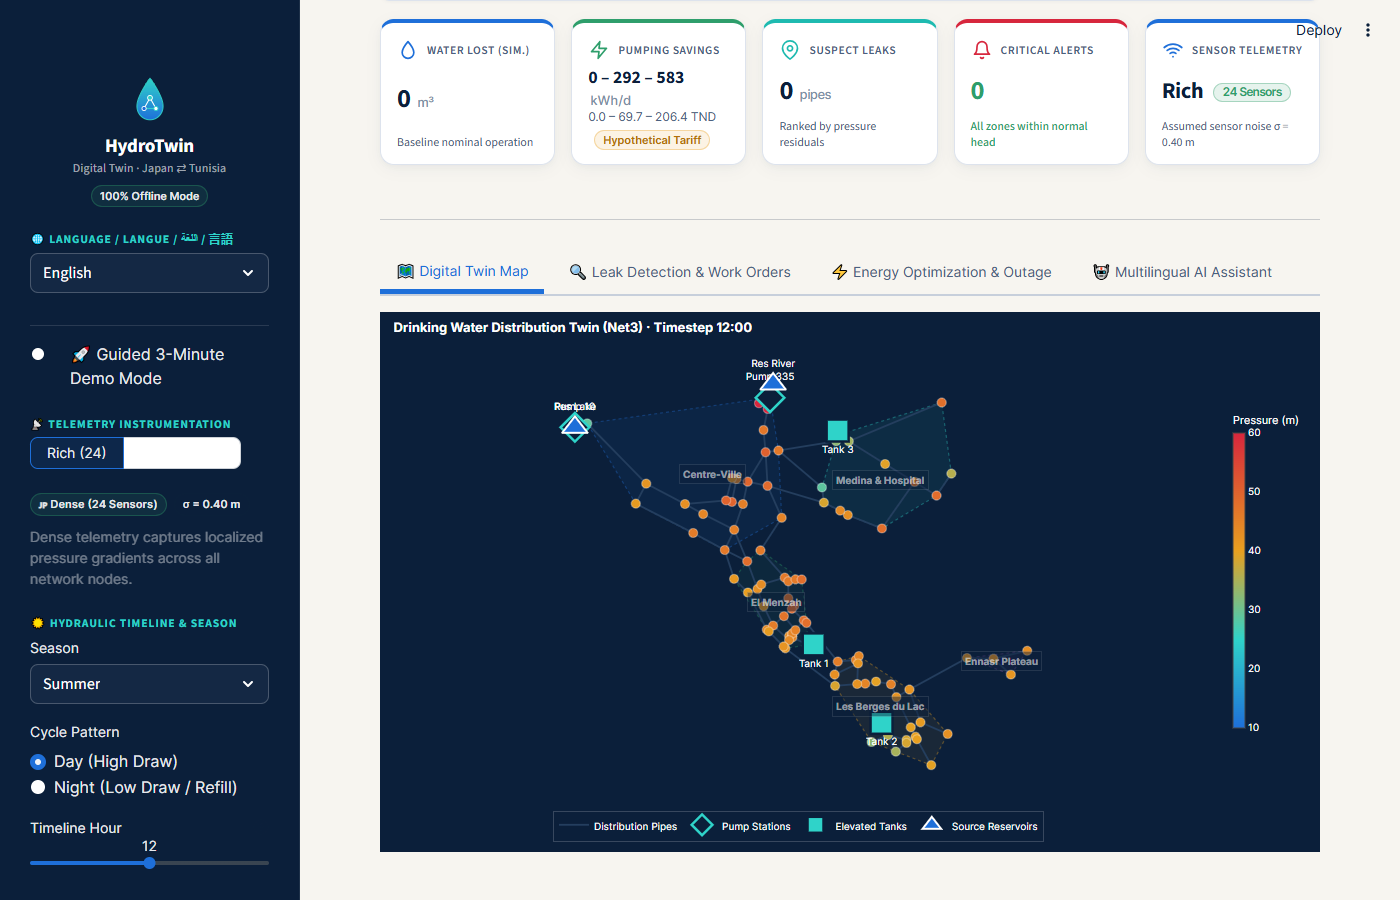 HydroTwin
Digital Twin · Japan ⇄ Tunisia
100% Offline Mode
LANGUAGE / LANGUE / اللغة / 言語
English
🚀 Guided 3-Minute
Demo Mode
TELEMETRY INSTRUMENTATION
Rich (24)
JP Dense (24 Sensors)
σ = 0.40 m
Dense telemetry captures localized
pressure gradients across all
network nodes.
HYDRAULIC TIMELINE & SEASON
Season
Summer
Cycle Pattern
Day (High Draw)
Night (Low Draw / Refill)
Timeline Hour
12
Deploy
WATER LOST (SIM.)
0 m³
Baseline nominal operation
PUMPING SAVINGS
0 – 292 – 583
kWh/d
0.0 – 69.7 – 206.4 TND
Hypothetical Tariff
SUSPECT LEAKS
0 pipes
Ranked by pressure
residuals
CRITICAL ALERTS
0
All zones within normal
head
SENSOR TELEMETRY
Rich 24 Sensors
Assumed sensor noise σ =
0.40 m
Digital Twin Map
Leak Detection & Work Orders
Energy Optimization & Outage
Multilingual AI Assistant
Drinking Water Distribution Twin (Net3) · Timestep 12:00
Res River
Pump 335
Tank 3
Centre-Ville
Medina & Hospital
El Menzah
Tank 1
Ennasr Plateau
Les Berges du Lac
Tank 2
Pressure (m)
60
50
40
30
20
10
Distribution Pipes
Pump Stations
Elevated Tanks
Source Reservoirs